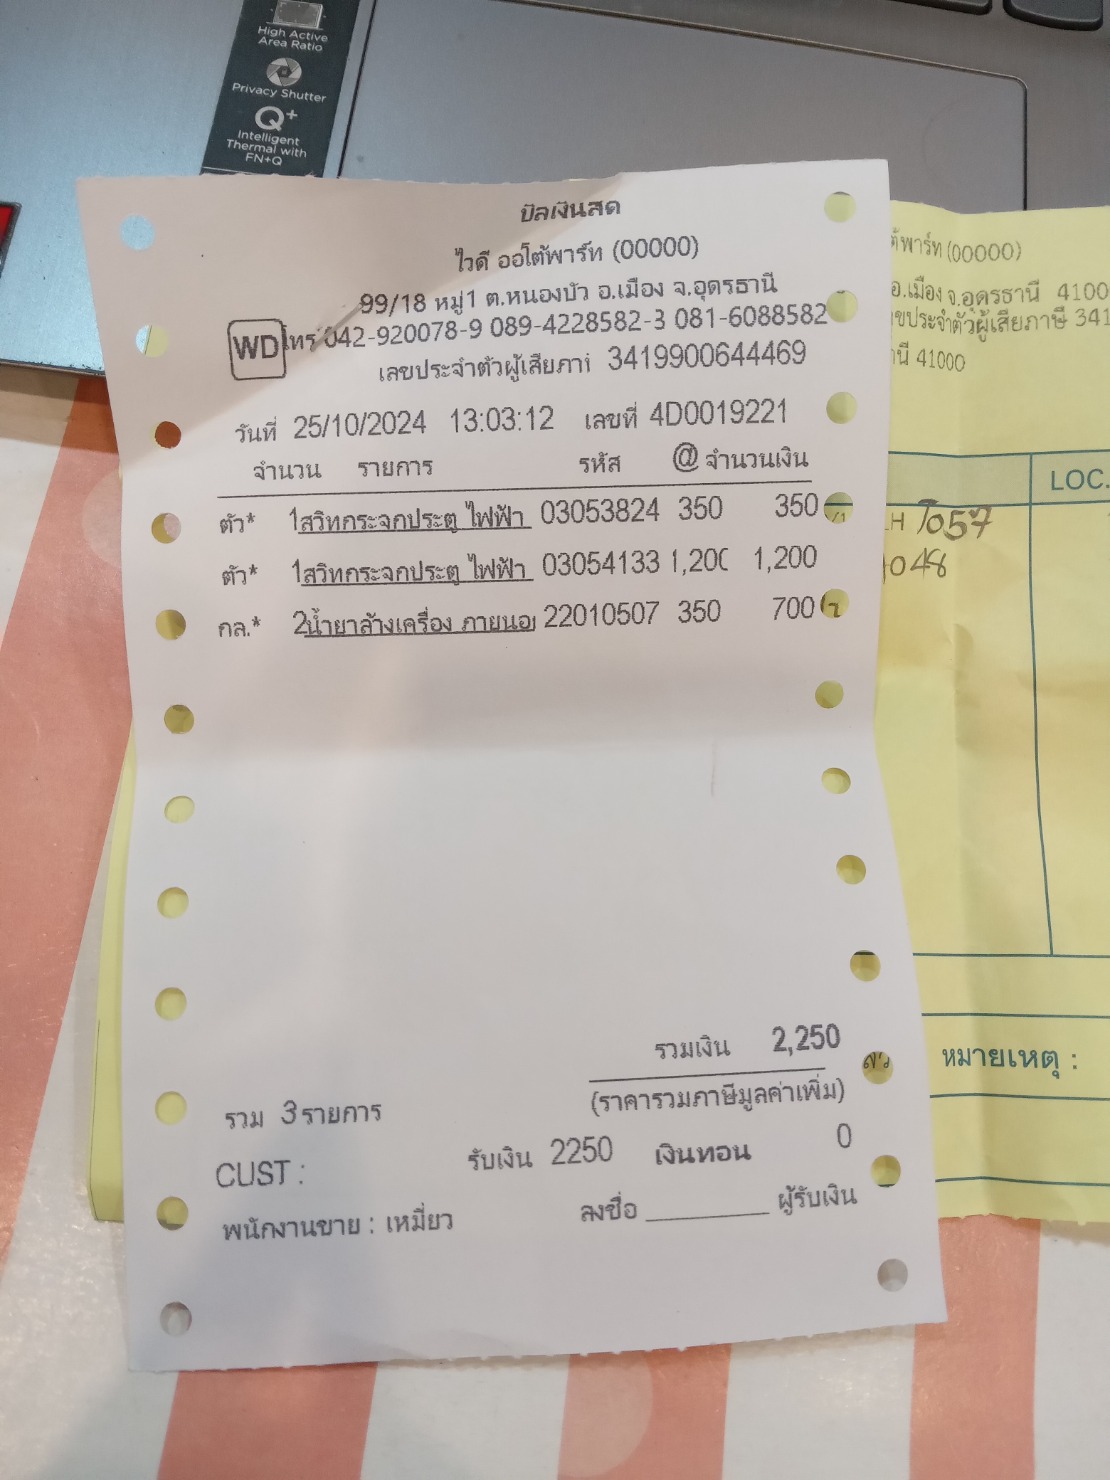 High Active
Area Ratio
Privacy Shutter
Q+
Intelligent
Thermal with
FN+Q
บิลเงินสด
ไวดี ออโต้พาร์ท (00000)
99/18 หมู่1 ต.หนองบัว อ.เมือง จ.อุดรธานี
WD
โทร 042-920078-9 089-4228582-3 081-6088582
เลขประจำตัวผู้เสียภาษี 3419900644469
วันที่ 25/10/2024 13:03:12 เลขที่ 4D0019221
จำนวน รายการ รหัส @ จำนวนเงิน
ตัว* 1 สวิทกระจกประตู ไฟฟ้า 03053824 350 350
ตัว* 1 สวิทกระจกประตู ไฟฟ้า 03054133 1,200 1,200
กล.* 2 น้ำยาล้างเครื่อง ภายนอ 22010507 350 700
รวมเงิน 2,250
(ราคารวมภาษีมูลค่าเพิ่ม)
รวม 3 รายการ
รับเงิน 2250 เงินทอน 0
CUST :
พนักงานขาย : เหมี่ยว
ลงชื่อ ________ ผู้รับเงิน
ต้พาร์ท (00000)
อ.เมือง จ.อุดรธานี 4100
ขประจำตัวผู้เสียภาษี 341
นี 41000
LOC.
LH T057
1048
หมายเหตุ :